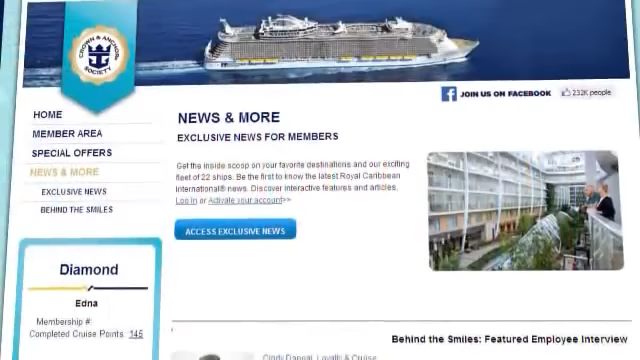 CROWN & ANCHOR
SOCIETY
JOIN US ON FACEBOOK
232K people
HOME
MEMBER AREA
SPECIAL OFFERS
NEWS & MORE
EXCLUSIVE NEWS
BEHIND THE SMILES
NEWS & MORE
EXCLUSIVE NEWS FOR MEMBERS
Get the inside scoop on your favorite destinations and our exciting
fleet of 22 ships. Be the first to know the latest Royal Caribbean
International® news. Discover interactive features and articles.
Log in or Activate your account>>
ACCESS EXCLUSIVE NEWS
Diamond
Edna
Membership #:
Completed Cruise Points: 145
Behind the Smiles: Featured Employee Interview
Loyalty & Cruise